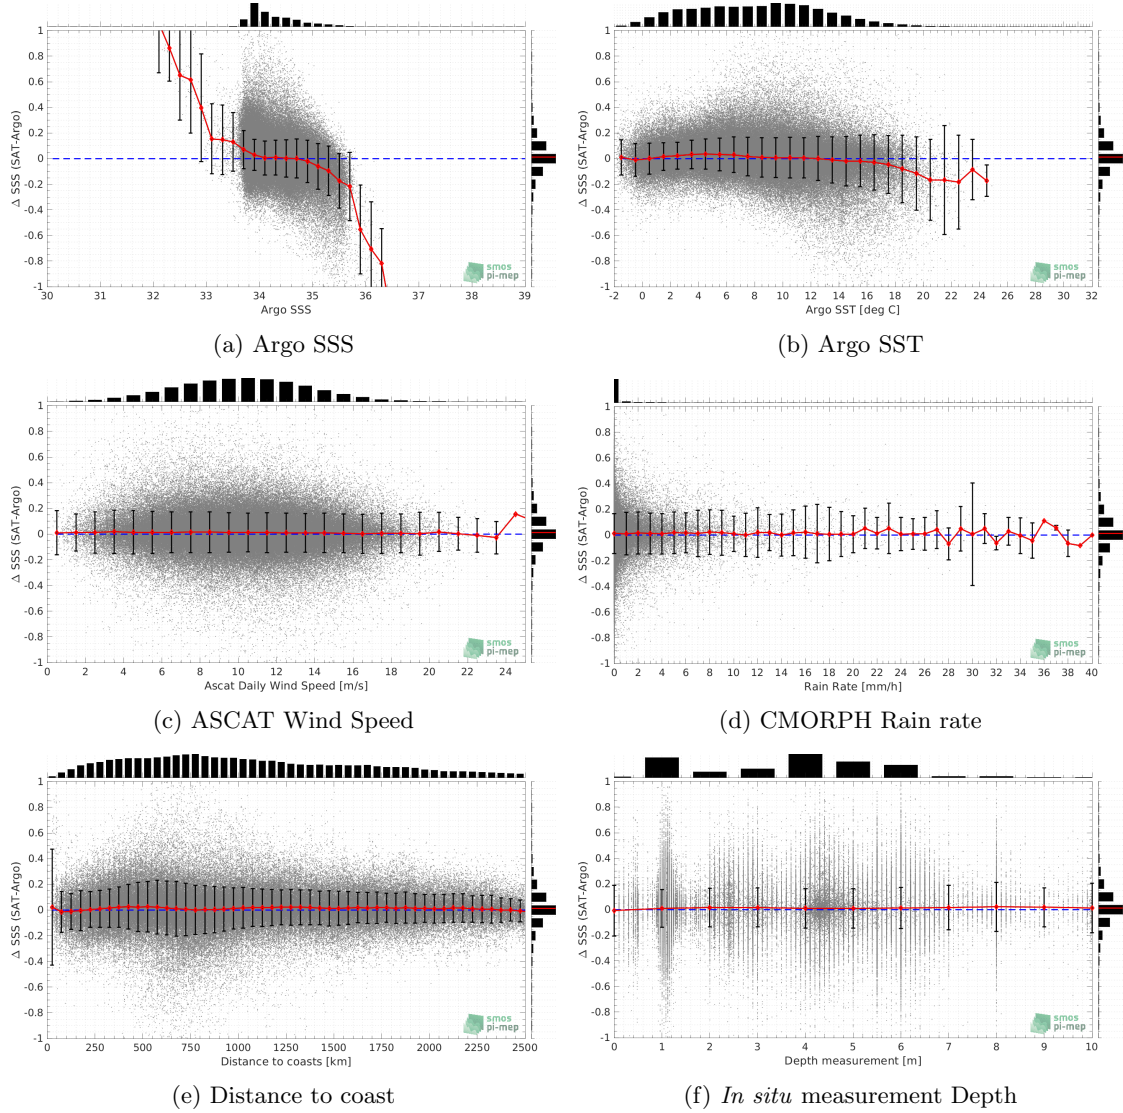 1
0.8
0.6
0.4
0.2
0
-0.2
-0.4
-0.6
-0.8
-1
Δ SSS (SAT-Argo)
30 31 32 33 34 35 36 37 38 39
Argo SSS
smos
pi-mep
(a) Argo SSS
1
0.8
0.6
0.4
0.2
0
-0.2
-0.4
-0.6
-0.8
-1
Δ SSS (SAT-Argo)
-2 0 2 4 6 8 10 12 14 16 18 20 22 24 26 28 30 32
Argo SST [deg C]
smos
pi-mep
(b) Argo SST
1
0.8
0.6
0.4
0.2
0
-0.2
-0.4
-0.6
-0.8
-1
Δ SSS (SAT-Argo)
0 2 4 6 8 10 12 14 16 18 20 22 24
Ascat Daily Wind Speed [m/s]
smos
pi-mep
(c) ASCAT Wind Speed
1
0.8
0.6
0.4
0.2
0
-0.2
-0.4
-0.6
-0.8
-1
Δ SSS (SAT-Argo)
0 2 4 6 8 10 12 14 16 18 20 22 24 26 28 30 32 34 36 38 40
Rain Rate [mm/h]
smos
pi-mep
(d) CMORPH Rain rate
1
0.8
0.6
0.4
0.2
0
-0.2
-0.4
-0.6
-0.8
-1
Δ SSS (SAT-Argo)
0 250 500 750 1000 1250 1500 1750 2000 2250 2500
Distance to coasts [km]
smos
pi-mep
(e) Distance to coast
1
0.8
0.6
0.4
0.2
0
-0.2
-0.4
-0.6
-0.8
-1
Δ SSS (SAT-Argo)
0 1 2 3 4 5 6 7 8 9 10
Depth measurement [m]
smos
pi-mep
(f) In situ measurement Depth